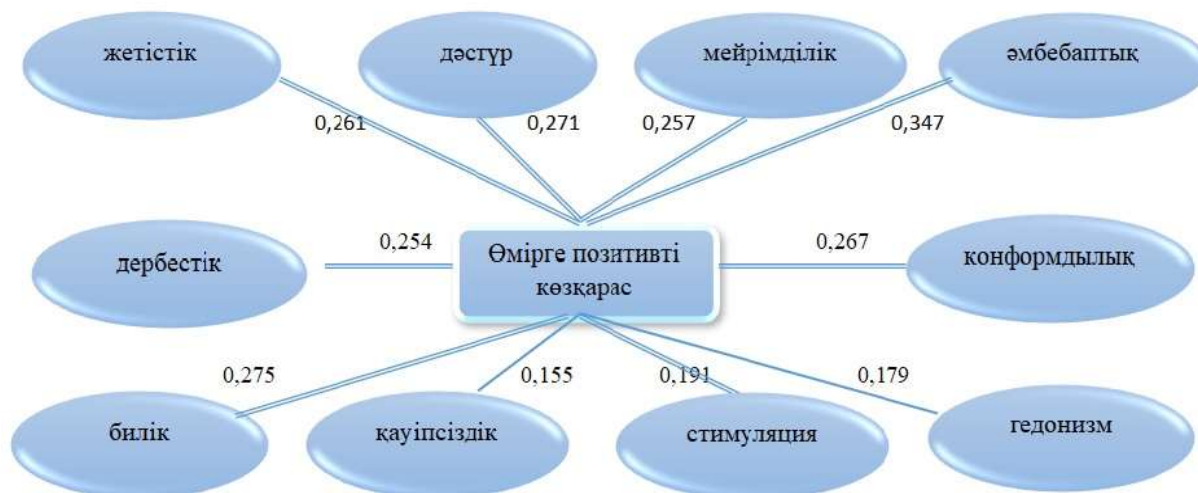 жетістік
дәстүр
мейрімділік
әмбебаптық
0,261
0,271
0,257
0,347
дербестік
0,254
Өмірге позитивті
көзқарас
0,267
конформдылық
0,275
0,155
0,191
0,179
билік
қауіпсіздік
стимуляция
гедонизм